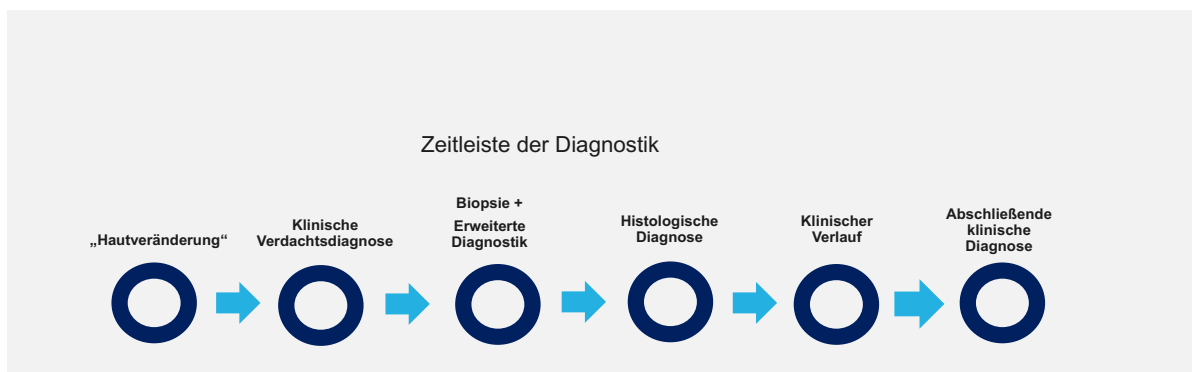 Zeitleiste der Diagnostik
„Hautveränderung“
Klinische
Verdachtsdiagnose
Biopsie +
Erweiterte
Diagnostik
Histologische
Diagnose
Klinischer
Verlauf
Abschließende
klinische
Diagnose